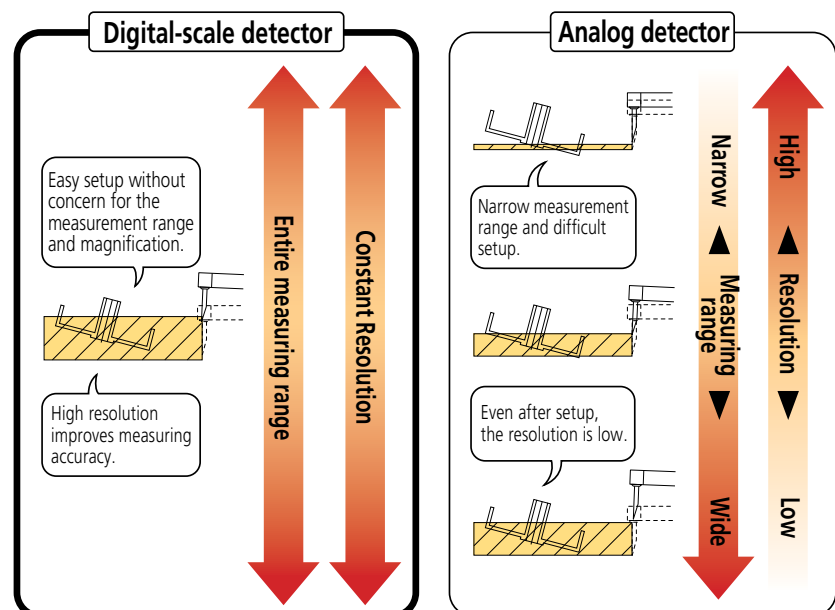 Digital-scale detector
Easy setup without
concern for the
measurement range
and magnification.
High resolution
improves measuring
accuracy.
Entire measuring range
Constant Resolution
Analog detector
Narrow measurement
range and difficult
setup.
Even after setup,
the resolution is low.
Narrow
Measuring
range
Wide
High
Resolution
Low